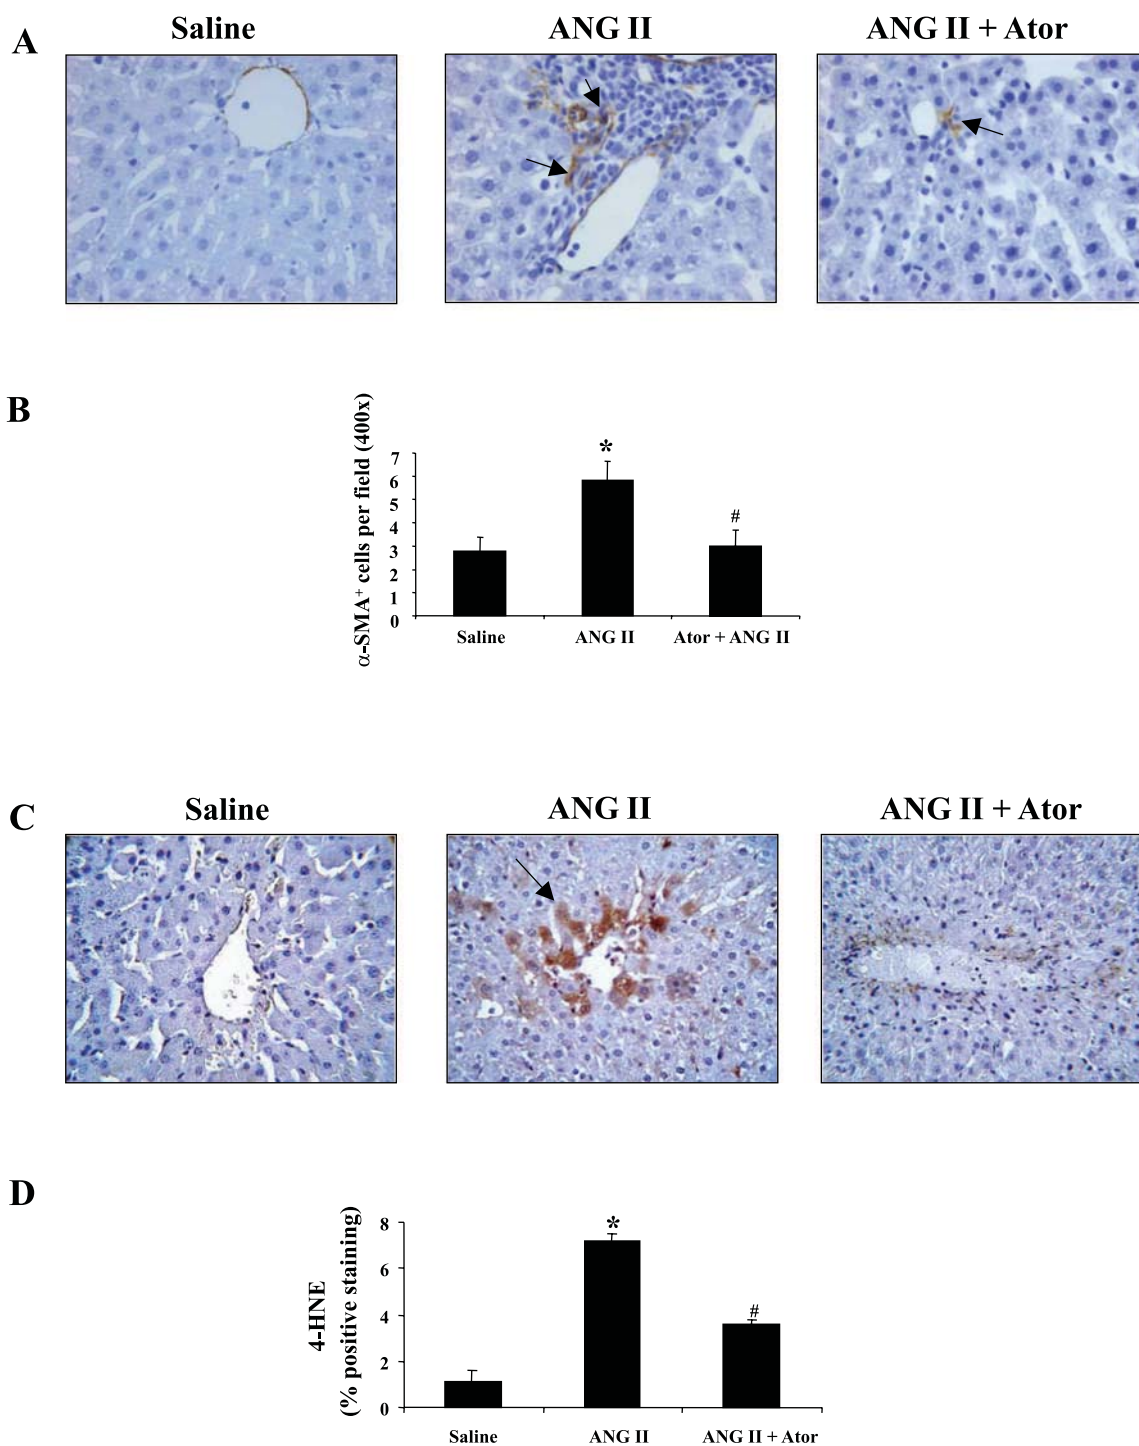 A
Saline
ANG II
ANG II + Ator
B
α-SMA⁺ cells per field (400x)
7
6
5
4
3
2
1
0
*
#
Saline
ANG II
Ator + ANG II
C
Saline
ANG II
ANG II + Ator
D
4-HNE
(% positive staining)
8
6
4
2
0
*
#
Saline
ANG II
ANG II + Ator